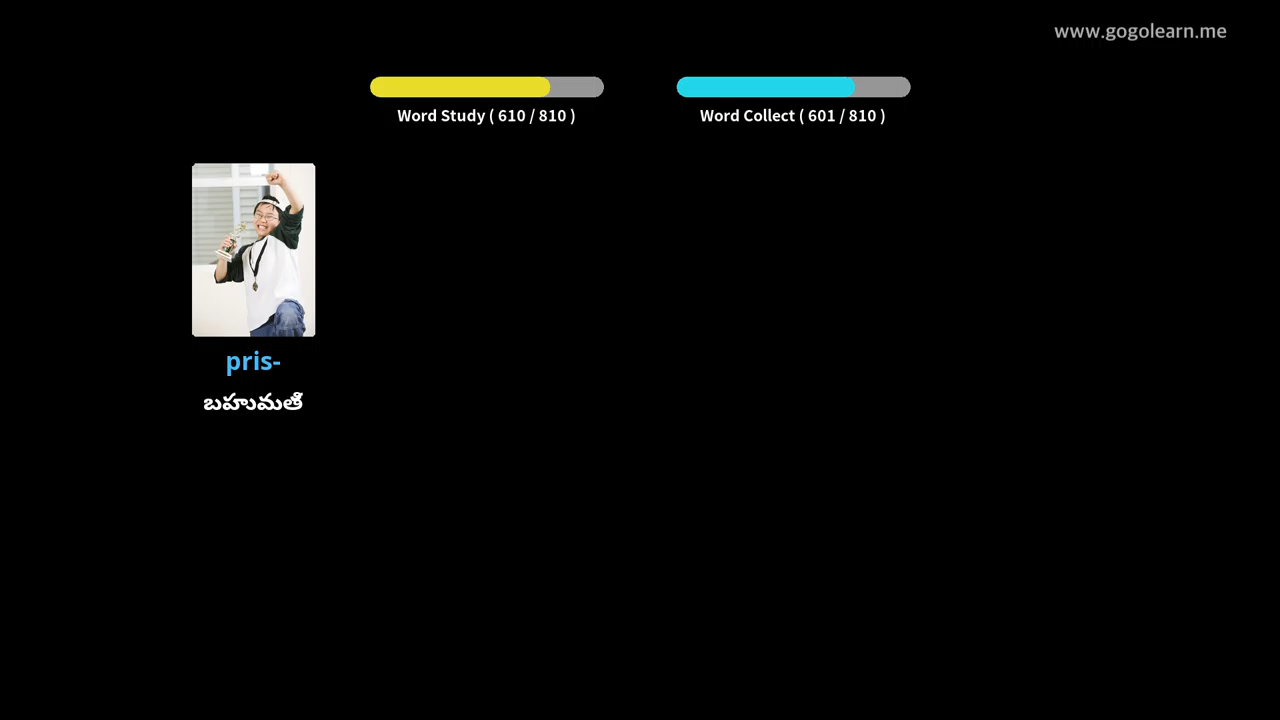 www.gogolearn.me
Word Study ( 610 / 810 )
Word Collect ( 601 / 810 )
pris-
బహుమతి